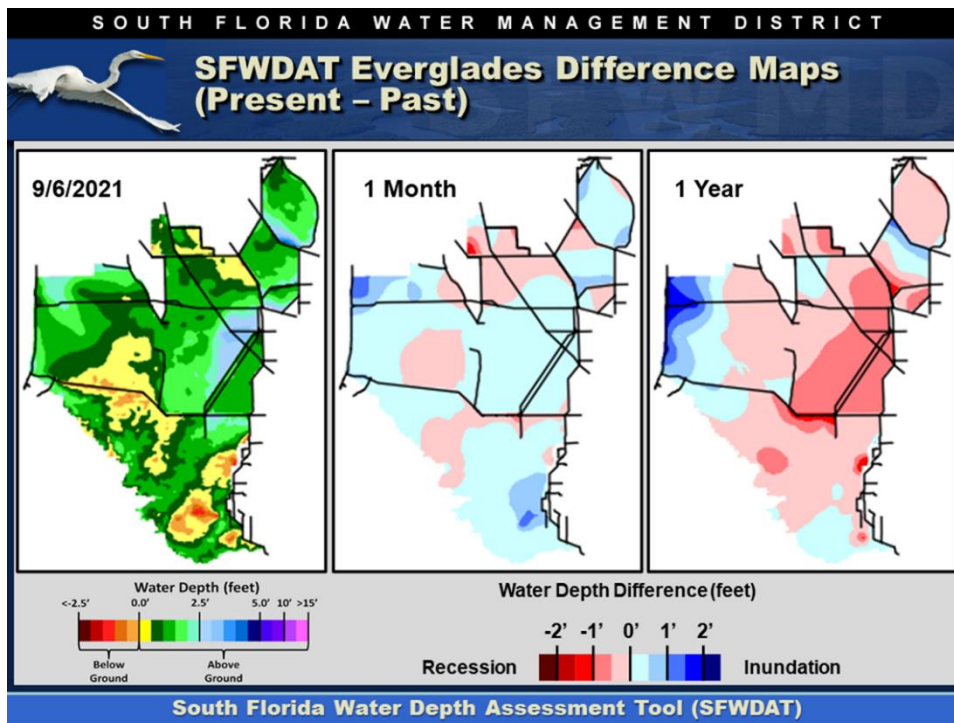 SOUTH FLORIDA WATER MANAGEMENT DISTRICT
SFWDAT Everglades Difference Maps
(Present – Past)
SFWMD
9/6/2021
1 Month
1 Year
Water Depth (feet)
<-2.5' 0.0' 2.5' 5.0' 10' >15'
Below
Ground
Above
Ground
Water Depth Difference (feet)
-2' -1' 0' 1' 2'
Recession
Inundation
South Florida Water Depth Assessment Tool (SFWDAT)